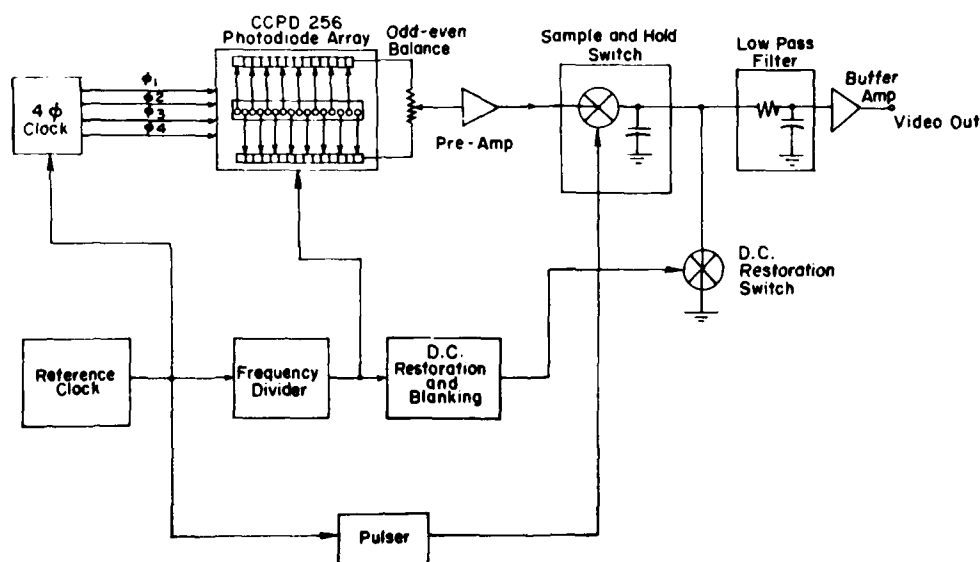 CCPD 256
Photodiode Array
Odd-even
Balance
Sample and Hold
Switch
Low Pass
Filter
Buffer
Amp
Video Out
4 ϕ
Clock
ϕ1
ϕ2
ϕ3
ϕ4
Pre-Amp
D.C.
Restoration
Switch
Reference
Clock
Frequency
Divider
D.C.
Restoration
and
Blanking
Pulser